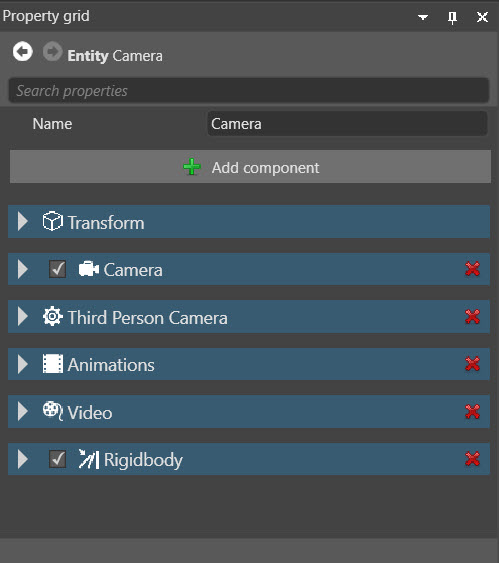 Property grid
Entity Camera
Search properties
Name Camera
Add component
Transform
Camera
Third Person Camera
Animations
Video
Rigidbody